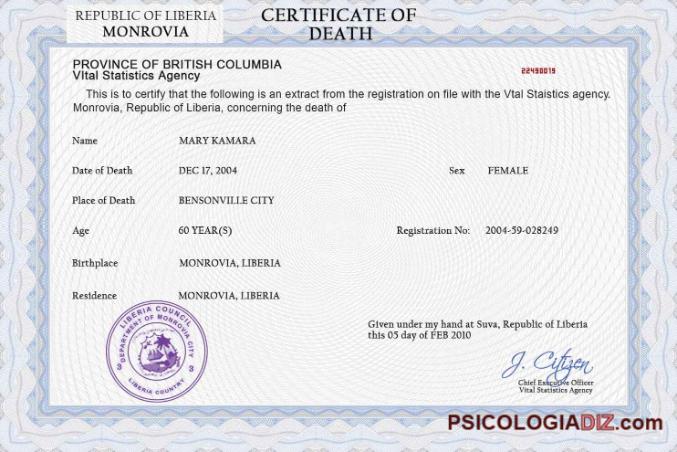 REPUBLIC OF LIBERIA
MONROVIA
CERTIFICATE OF
DEATH
PROVINCE OF BRITISH COLUMBIA
Vital Statistics Agency
22490019
This is to certify that the following is an extract from the registration on file with the Vtal Staistics agency.
Monrovia, Republic of Liberia, concerning the death of
Name MARY KAMARA
Date of Death DEC 17, 2004 Sex FEMALE
Place of Death BENSONVILLE CITY
Age 60 YEAR(S) Registration No: 2004-59-028249
Birthplace MONROVIA, LIBERIA
Residence MONROVIA, LIBERIA
LIBERIA COUNCIL
DEPARTMENT OF MONROVIA CITY
LIBERIA COUNTRY
Given under my hand at Suva, Republic of Liberia
this 05 day of FEB 2010
J. Citizen
Chief Executive Officer
Vital Statistics Agency
PSICOLOGIADIZ.com